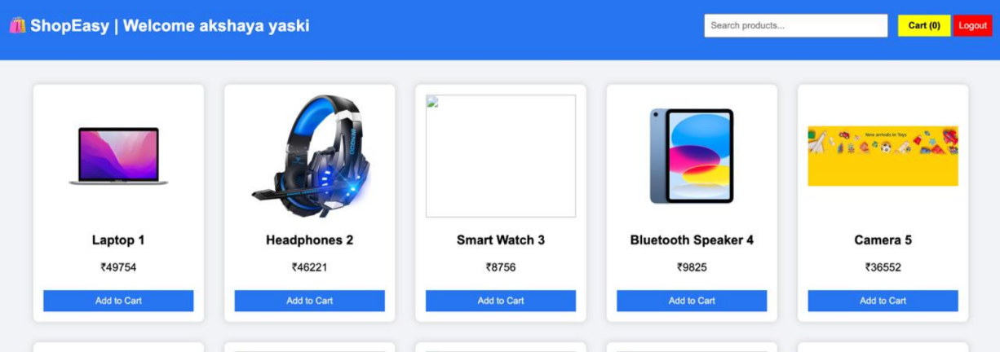 ShopEasy | Welcome akshaya yaski
Search products...
Cart (0)
Logout
New arrivals in Toys
Laptop 1
Headphones 2
Smart Watch 3
Bluetooth Speaker 4
Camera 5
₹49754
₹46221
₹8756
₹9825
₹36552
Add to Cart
Add to Cart
Add to Cart
Add to Cart
Add to Cart